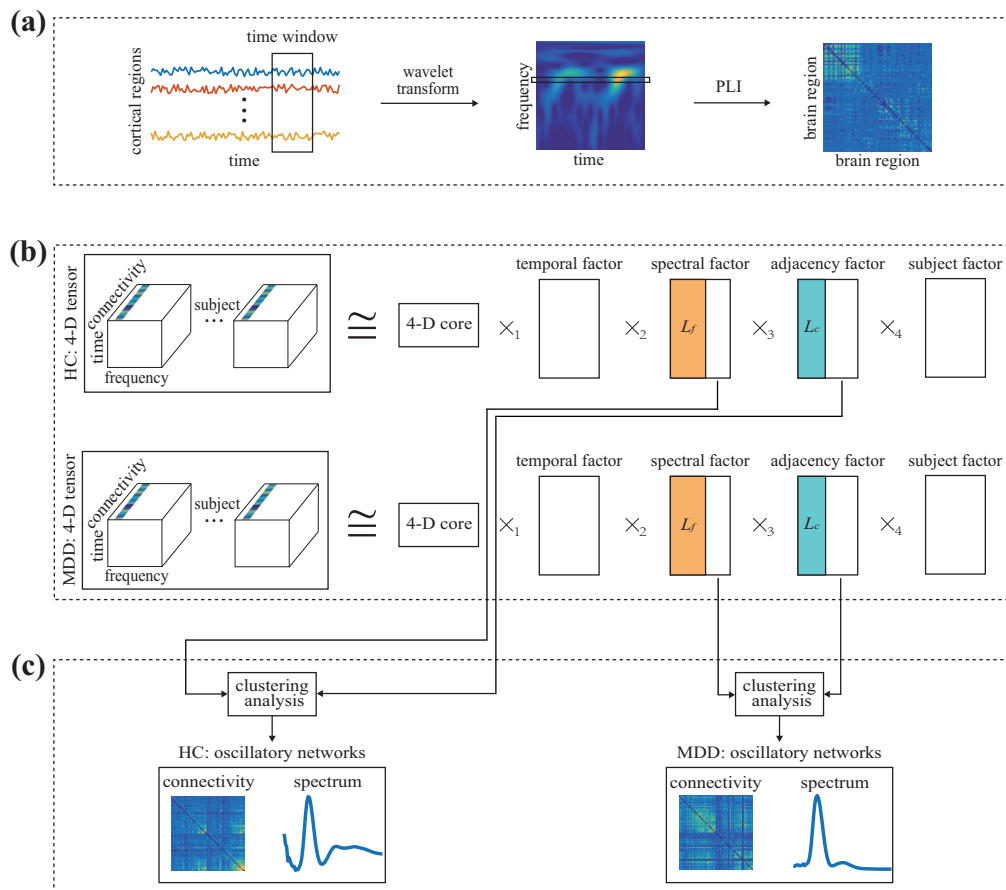 (a)
time window
cortical regions
time
wavelet
transform
frequency
time
PLI
brain region
brain region
(b)
HC: 4-D tensor
connectivity
time
subject
...
frequency
≅
4-D core
×1
temporal factor
×2
spectral factor
Lf
×3
adjacency factor
Lc
×4
subject factor
MDD: 4-D tensor
connectivity
time
subject
...
frequency
≅
4-D core
×1
temporal factor
×2
spectral factor
Lf
×3
adjacency factor
Lc
×4
subject factor
(c)
clustering
analysis
HC: oscillatory networks
connectivity
spectrum
clustering
analysis
MDD: oscillatory networks
connectivity
spectrum